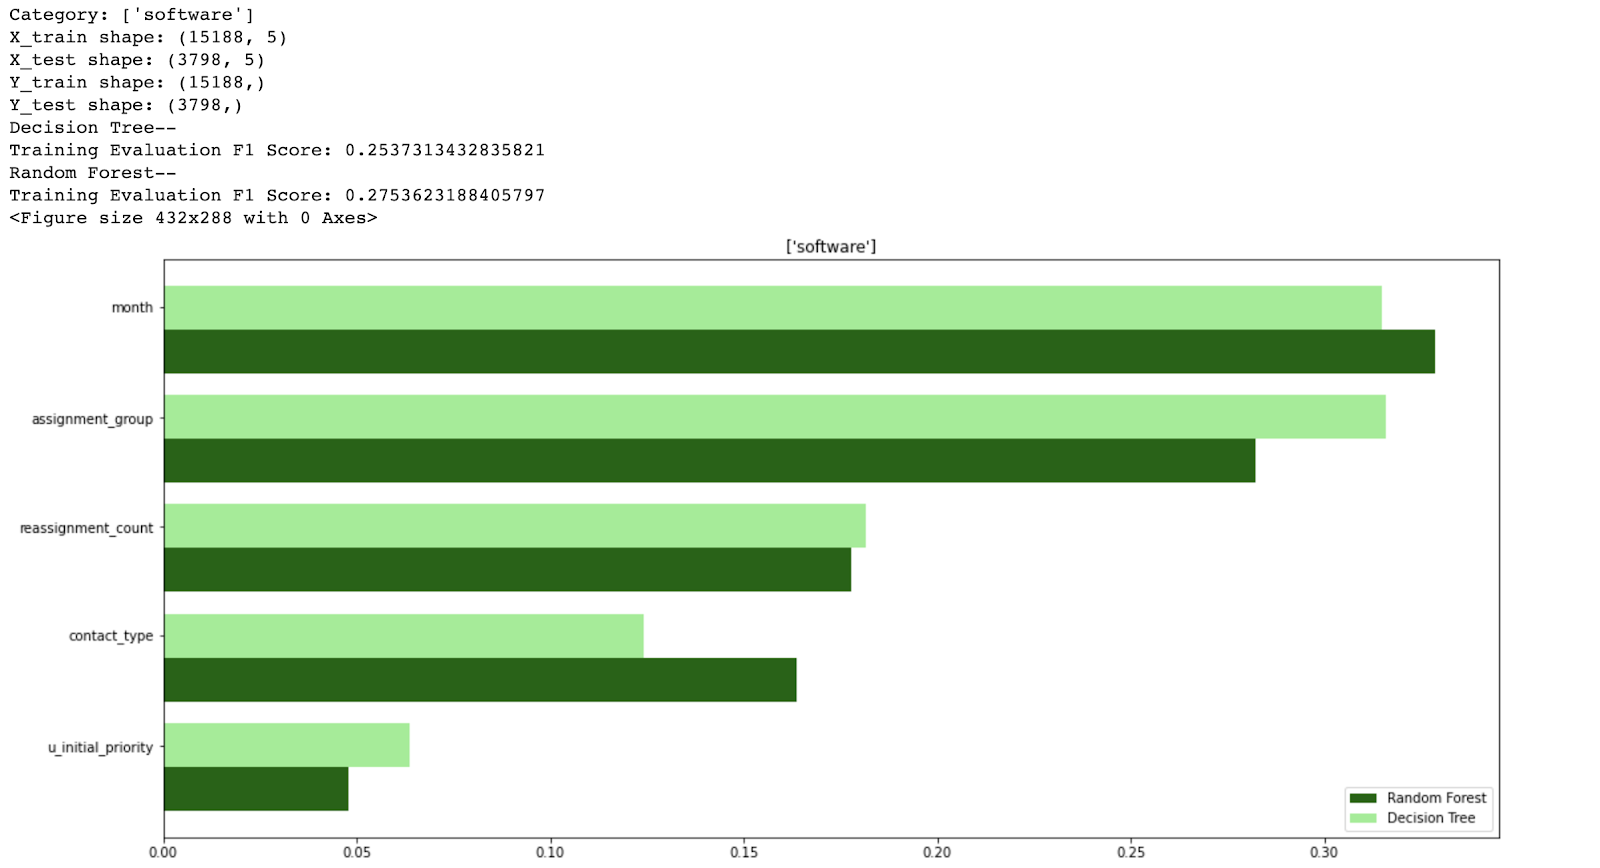 Category: ['software']
X_train shape: (15188, 5)
X_test shape: (3798, 5)
Y_train shape: (15188,)
Y_test shape: (3798,)
Decision Tree--
Training Evaluation F1 Score: 0.2537313432835821
Random Forest--
Training Evaluation F1 Score: 0.2753623188405797
<Figure size 432x288 with 0 Axes>
['software']
month
assignment_group
reassignment_count
contact_type
u_initial_priority
Random Forest
Decision Tree
0.00 0.05 0.10 0.15 0.20 0.25 0.30